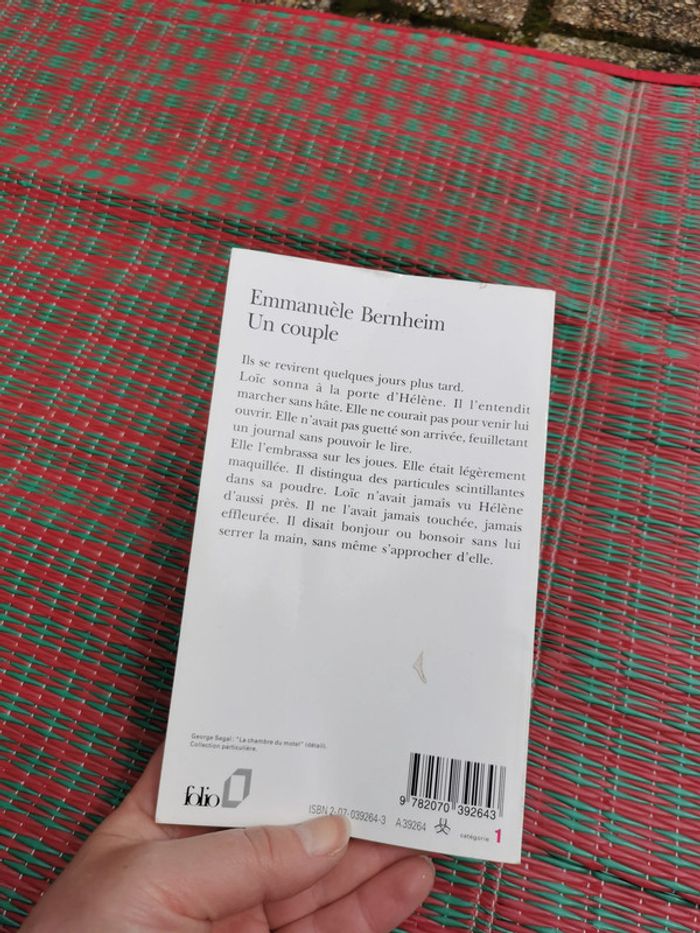 Emmanuèle Bernheim
Un couple
Ils se revirent quelques jours plus tard.
Loïc sonna à la porte d'Hélène. Il l'entendit
marcher sans hâte. Elle ne courait pas pour venir lui
ouvrir. Elle n'avait pas guetté son arrivée, feuilletant
un journal sans pouvoir le lire.
Elle l'embrassa sur les joues. Elle était légèrement
maquillée. Il distingua des particules scintillantes
dans sa poudre. Loïc n'avait jamais vu Hélène
d'aussi près. Il ne l'avait jamais touchée, jamais
effleurée. Il disait bonjour ou bonsoir sans lui
serrer la main, sans même s'approcher d'elle.
George Segal : "La chambre du motel" (détail).
Collection particulière.
folio
ISBN 2-07-039264-3 A 39264 catégorie 1
9 782070 392643